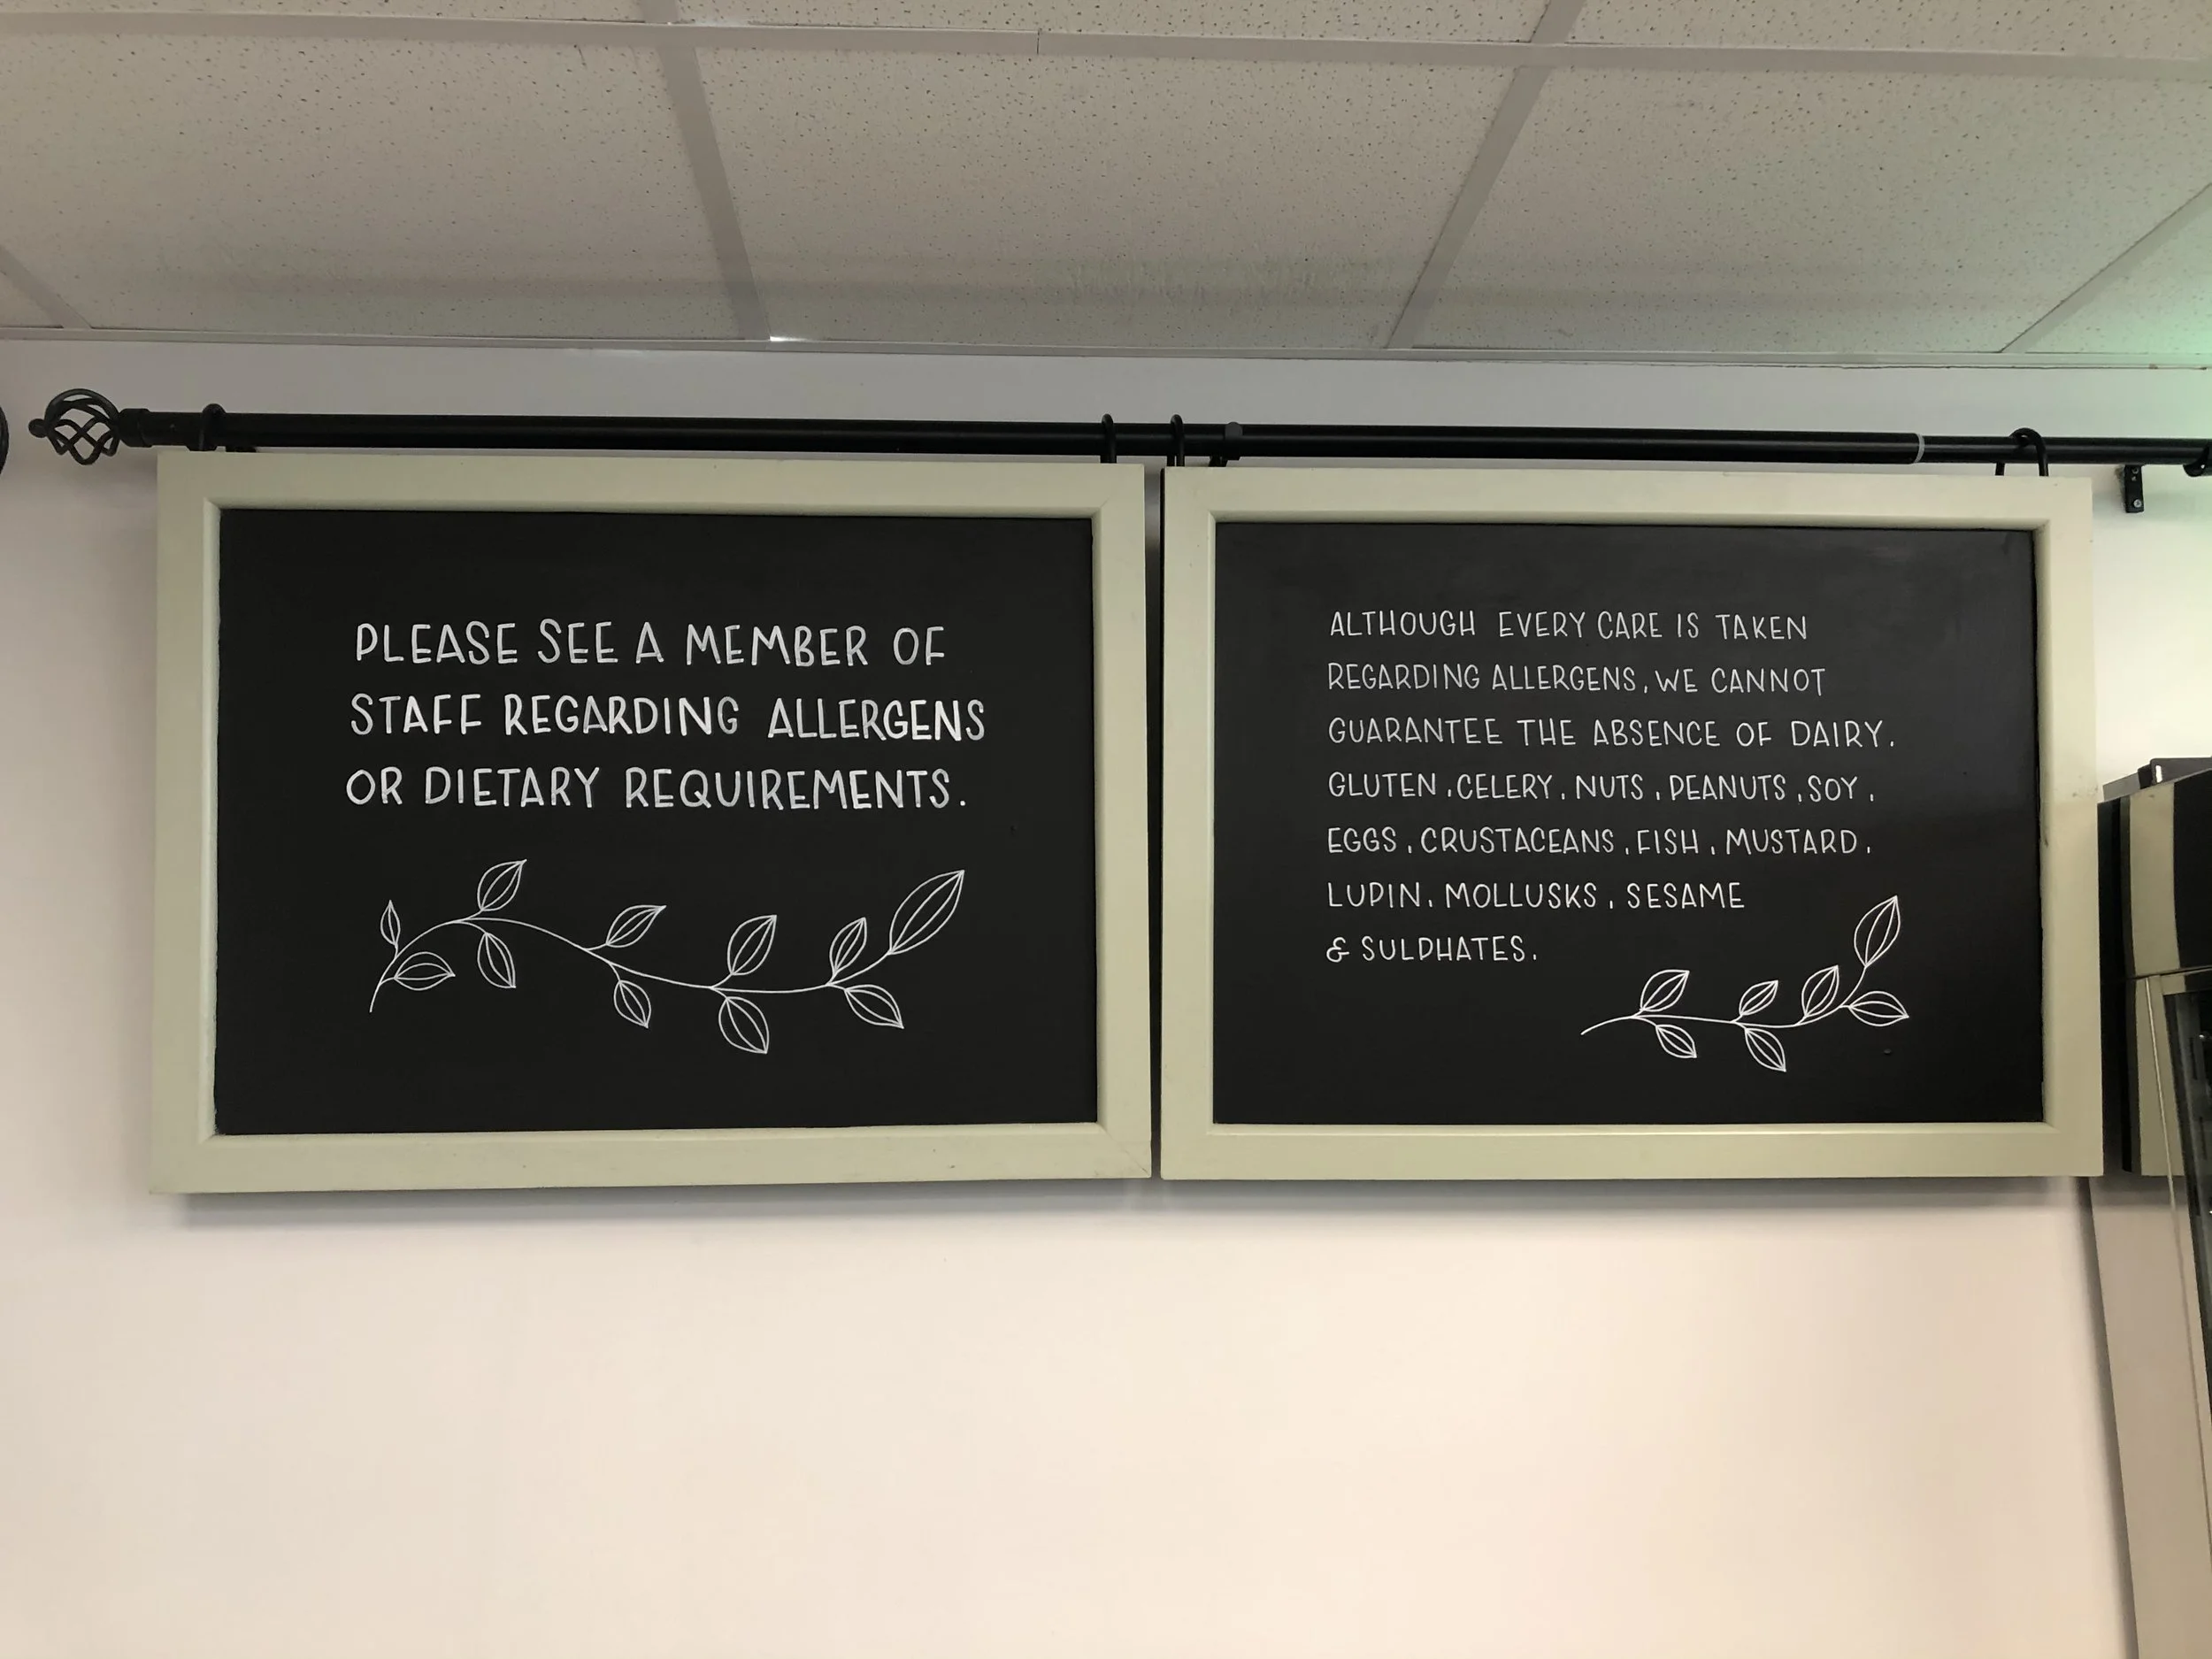 PLEASE SEE A MEMBER OF
STAFF REGARDING ALLERGENS
OR DIETARY REQUIREMENTS.
ALTHOUGH EVERY CARE IS TAKEN
REGARDING ALLERGENS, WE CANNOT
GUARANTEE THE ABSENCE OF DAIRY,
GLUTEN, CELERY, NUTS, PEANUTS, SOY,
EGGS, CRUSTACEANS, FISH, MUSTARD,
LUPIN, MOLLUSKS, SESAME
& SULPHATES.